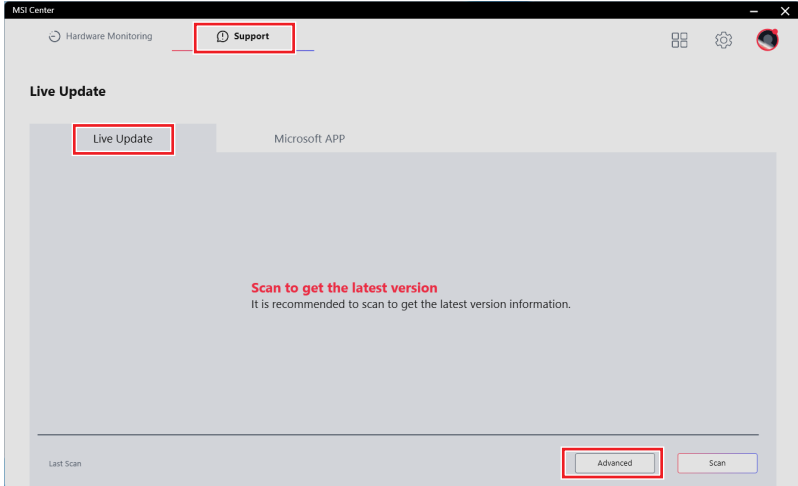 MSI Center
Hardware Monitoring
Support
Live Update
Live Update
Microsoft APP
Scan to get the latest version
It is recommended to scan to get the latest version information.
Last Scan
Advanced
Scan